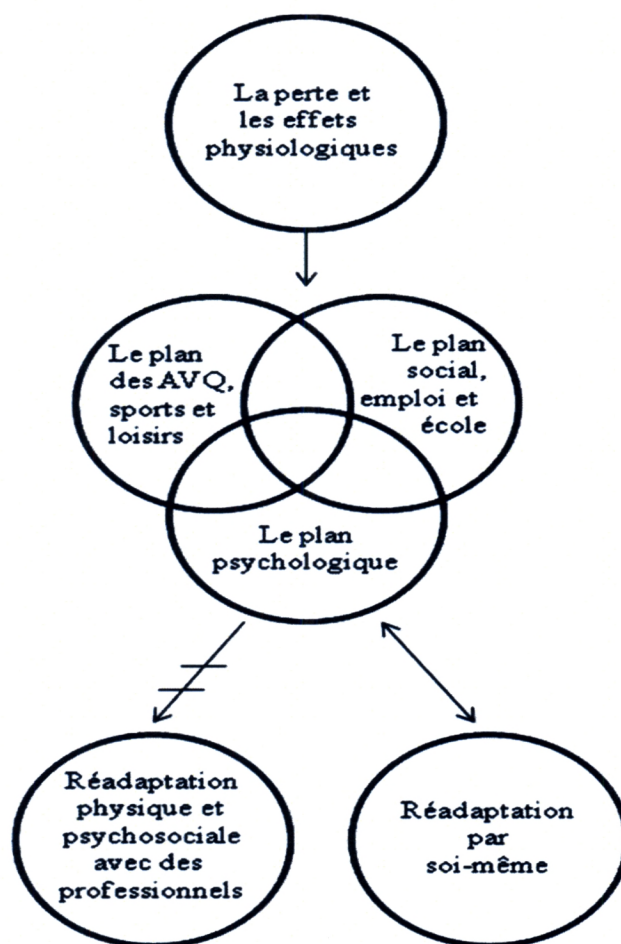 La perte et
les effets
physiologiques
Le plan
des AVQ,
sports et
loisirs
Le plan
social,
emploi et
école
Le plan
psychologique
Réadaptation
physique et
psychosociale
avec des
professionnels
Réadaptation
par
soi-même